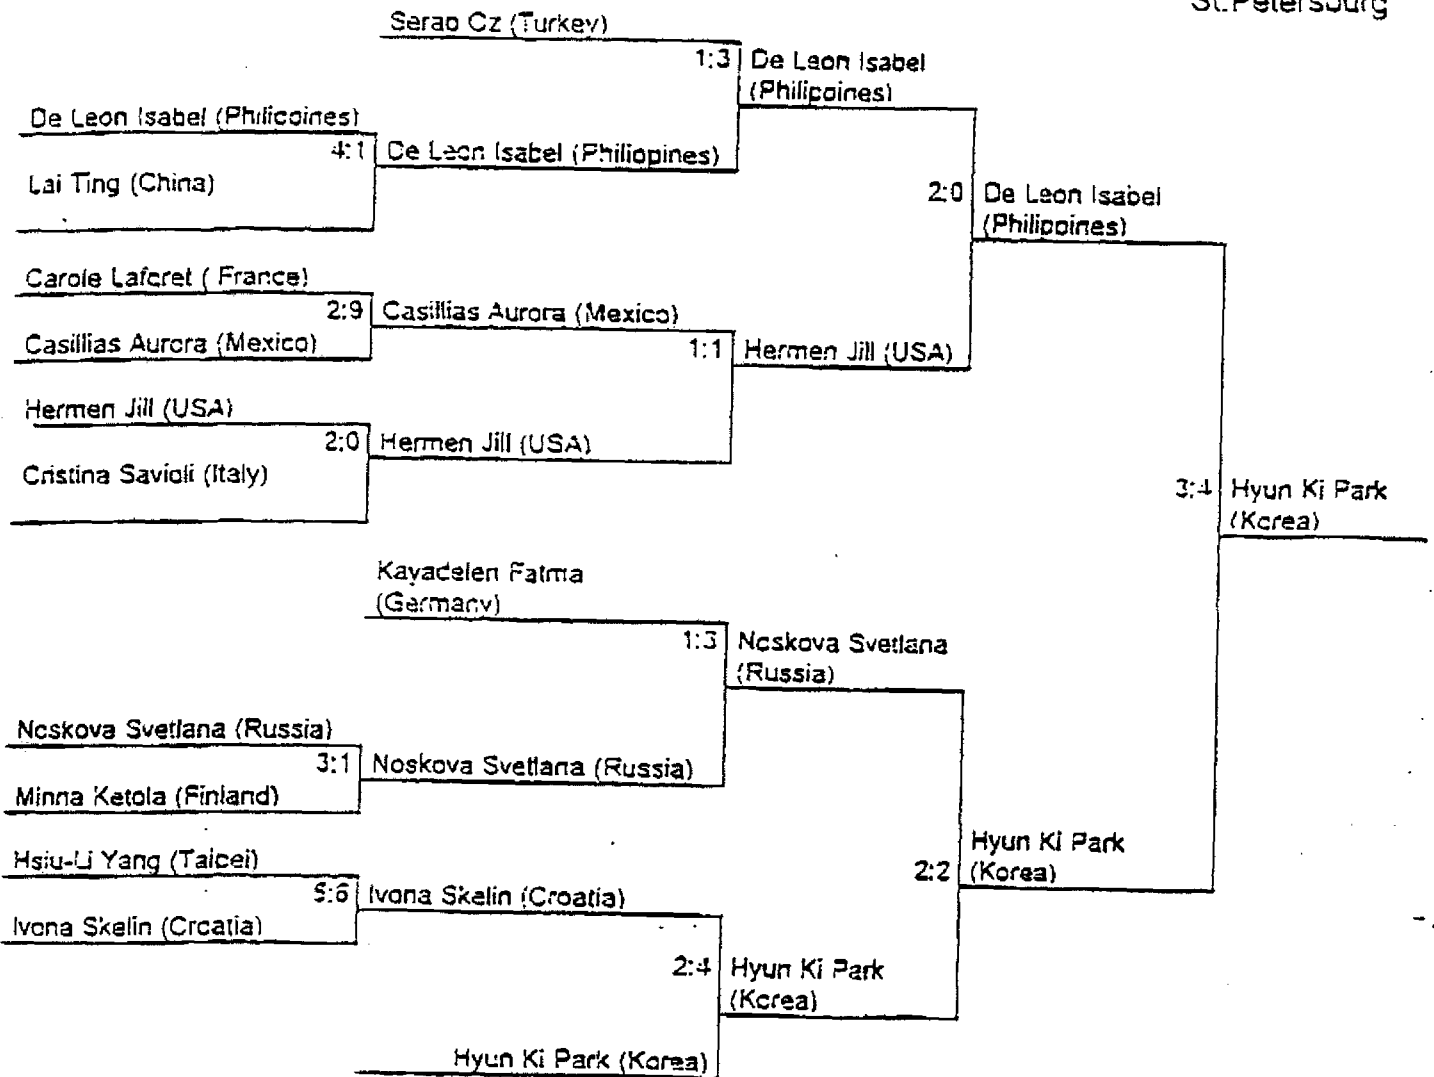 St.Petersburg
Serap Cz (Turkey)
1:3
De Leon Isabel
(Philippines)
De Leon Isabel (Philippines)
4:1
De Leon Isabel (Philiopines)
Lai Ting (China)
2:0
De Leon Isabel
(Philippines)
Carole Laforet ( France)
2:9
Casillias Aurora (Mexico)
Casillias Aurora (Mexico)
1:1
Hermen Jill (USA)
Hermen Jill (USA)
2:0
Hermen Jill (USA)
Cristina Savioli (Italy)
3:4
Hyun Ki Park
(Korea)
Kayadelen Fatma
(Germany)
1:3
Noskova Svetlana
(Russia)
Noskova Svetlana (Russia)
3:1
Noskova Svetlana (Russia)
Minna Ketola (Finland)
Hsiu-Li Yang (Taipei)
2:2
Hyun Ki Park
(Korea)
5:6
Ivona Skelin (Croatia)
Ivona Skelin (Croatia)
2:4
Hyun Ki Park
(Korea)
Hyun Ki Park (Korea)